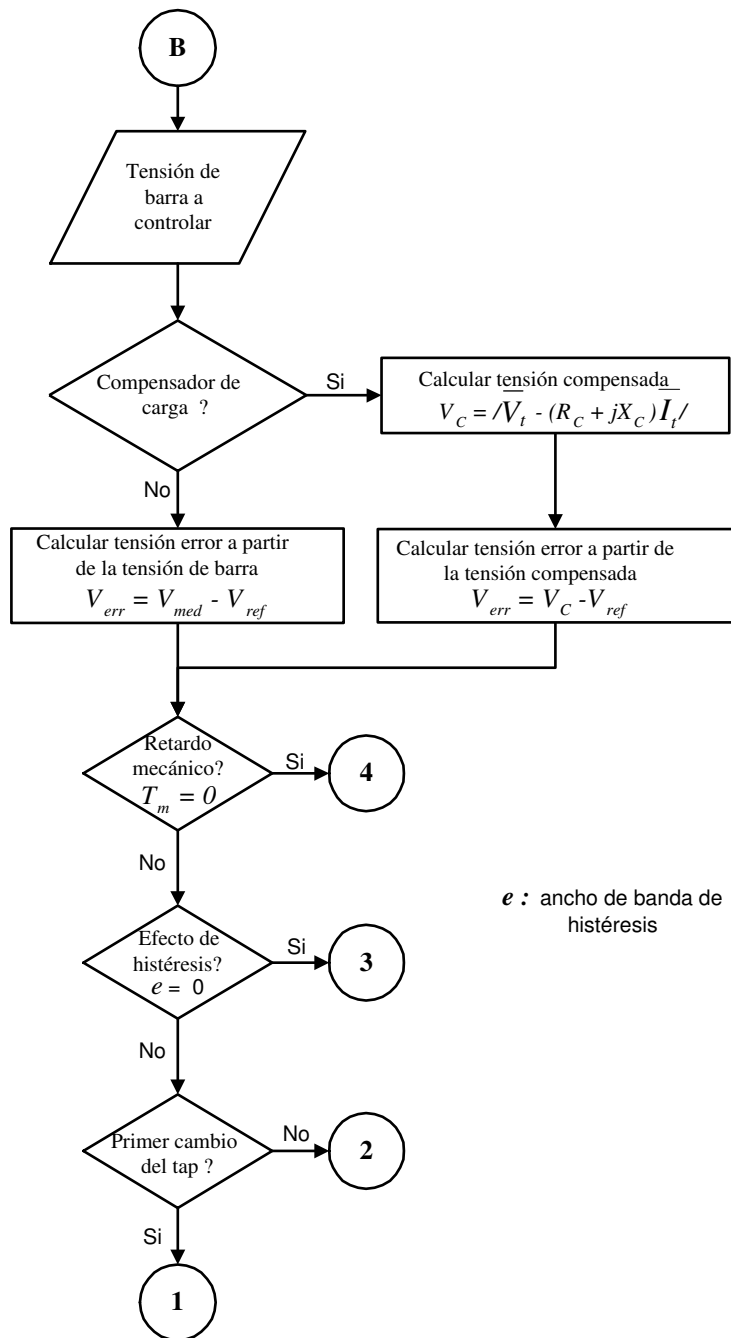 B
Tensión de
barra a
controlar
Compensador de
carga ?
Si
Calcular tensión compensada
V_C = /V̅_t - (R_C + jX_C) I̅_t/
No
Calcular tensión error a partir
de la tensión de barra
V_err = V_med - V_ref
Calcular tensión error a partir de
la tensión compensada
V_err = V_C -V_ref
Retardo
mecánico?
T_m = 0
Si
4
No
e : ancho de banda de
histéresis
Efecto de
histéresis?
e = 0
Si
3
No
Primer cambio
del tap ?
No
2
Si
1